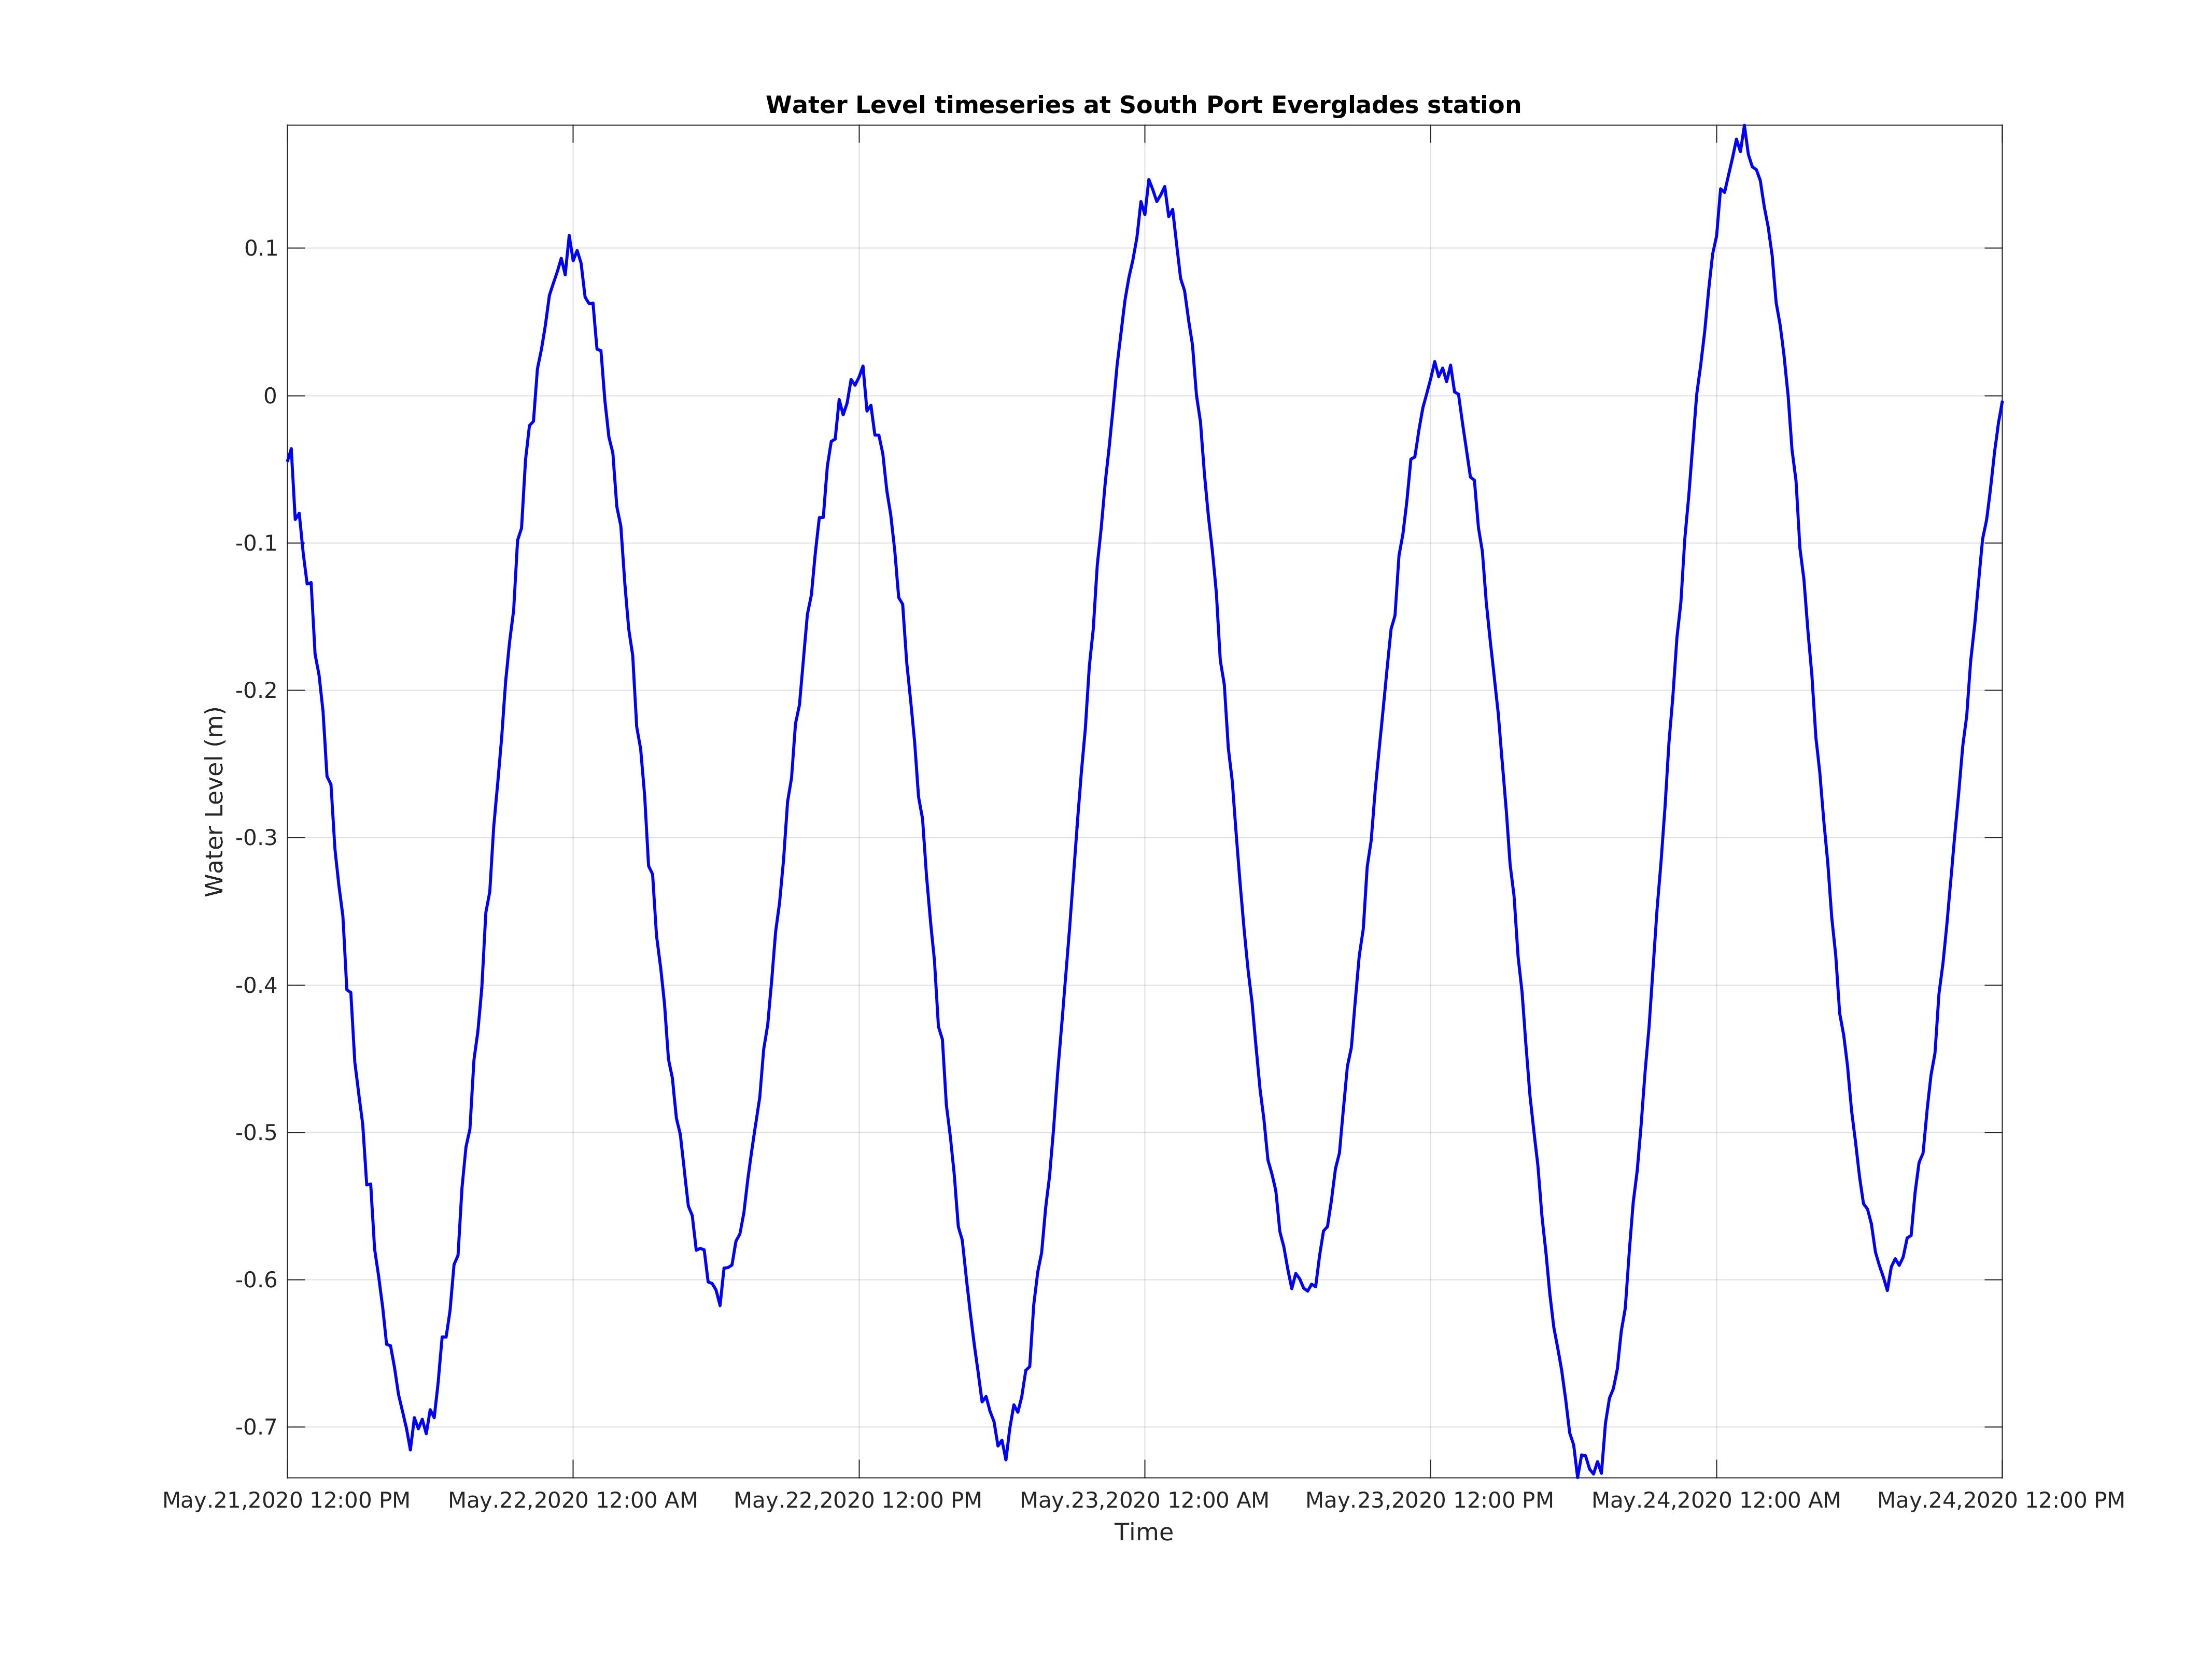 Water Level timeseries at South Port Everglades station
0.1
0
-0.1
-0.2
-0.3
-0.4
-0.5
-0.6
-0.7
Water Level (m)
May.21,2020 12:00 PM May.22,2020 12:00 AM May.22,2020 12:00 PM May.23,2020 12:00 AM May.23,2020 12:00 PM May.24,2020 12:00 AM May.24,2020 12:00 PM
Time